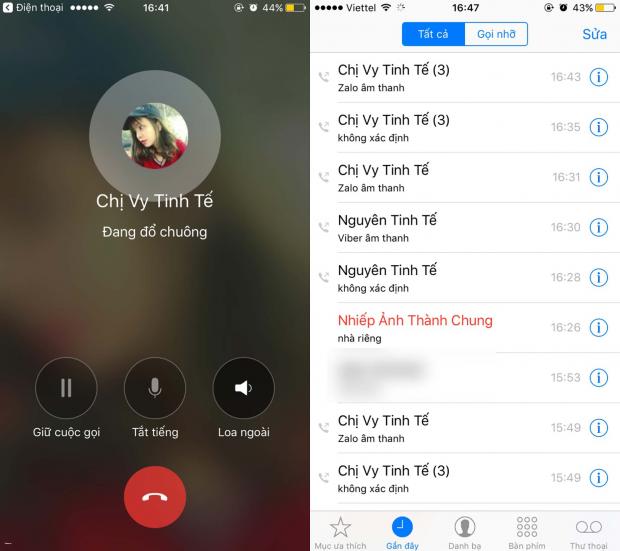 Điện thoại
16:41
44%
Chị Vy Tinh Tế
Đang đổ chuông
Giữ cuộc gọi
Tắt tiếng
Loa ngoài
Viettel
16:47
43%
Tất cả
Gọi nhỡ
Sửa
Chị Vy Tinh Tế (3)
Zalo âm thanh
16:43
Chị Vy Tinh Tế (3)
không xác định
16:35
Chị Vy Tinh Tế
Zalo âm thanh
16:31
Nguyên Tinh Tế
Viber âm thanh
16:30
Nguyên Tinh Tế
không xác định
16:28
Nhiếp Ảnh Thành Chung
nhà riêng
16:26
15:53
Chị Vy Tinh Tế
Zalo âm thanh
15:49
Chị Vy Tinh Tế (3)
không xác định
15:49
Mục ưa thích
Gần đây
Danh bạ
Bàn phím
Thư thoại